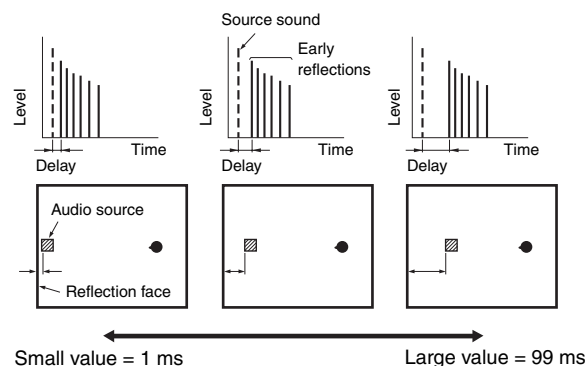 Source sound
Early
reflections
Level
Time
Delay
Level
Time
Delay
Level
Time
Delay
Audio source
Reflection face
Small value = 1 ms
Large value = 99 ms